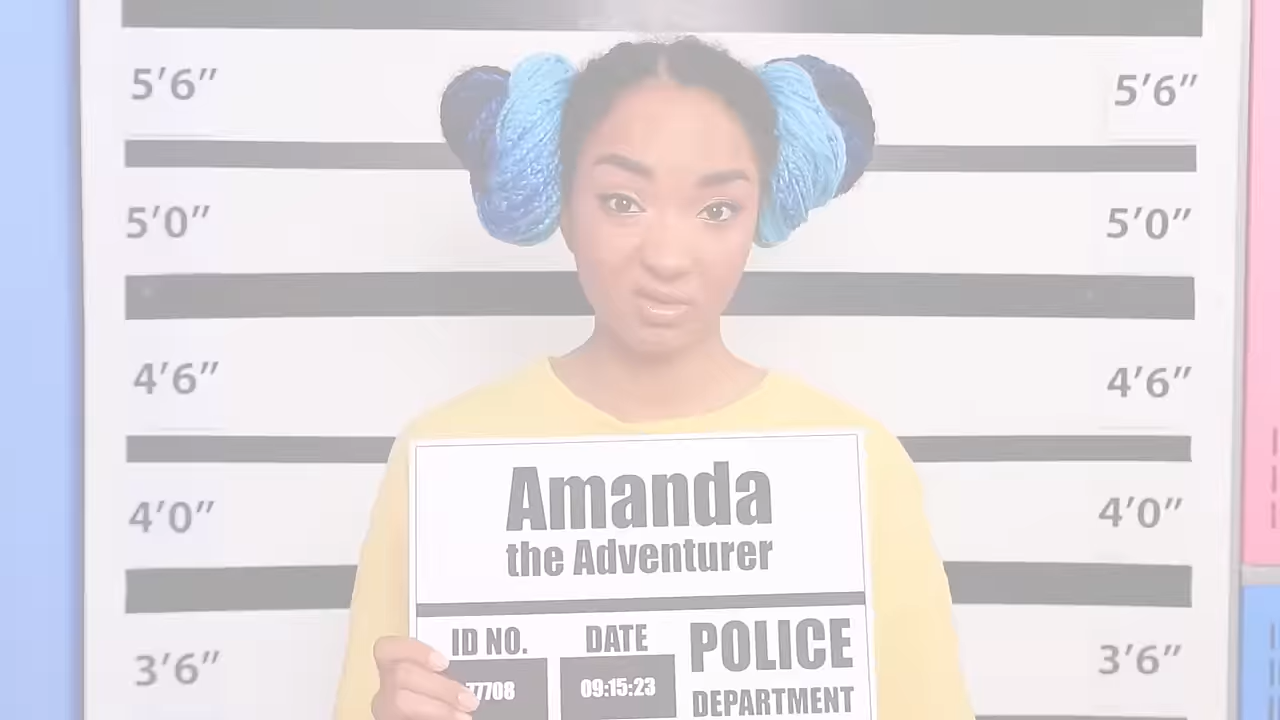 5'6" 5'6"
5'0" 5'0"
4'6" 4'6"
4'0" 4'0"
3'6" 3'6"
Amanda
the Adventurer
ID NO. DATE POLICE
77708 09:15:23 DEPARTMENT